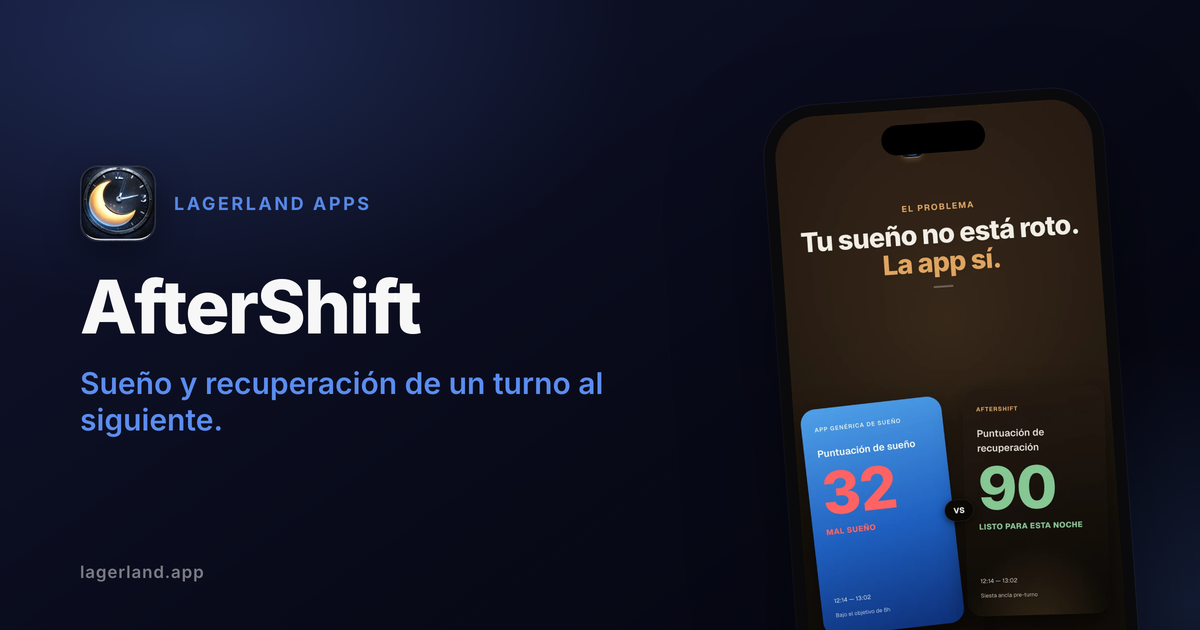 LAGERLAND APPS
AfterShift
Sueño y recuperación de un turno al
siguiente.
lagerland.app
EL PROBLEMA
Tu sueño no está roto.
La app sí.
APP GENÉRICA DE SUEÑO
Puntuación de sueño
32
MAL SUEÑO
12:14 — 13:02
Bajo el objetivo de 8h
VS
AFTERSHIFT
Puntuación de
recuperación
90
LISTO PARA ESTA NOCHE
12:14 — 13:02
Siesta ancla pre-turno